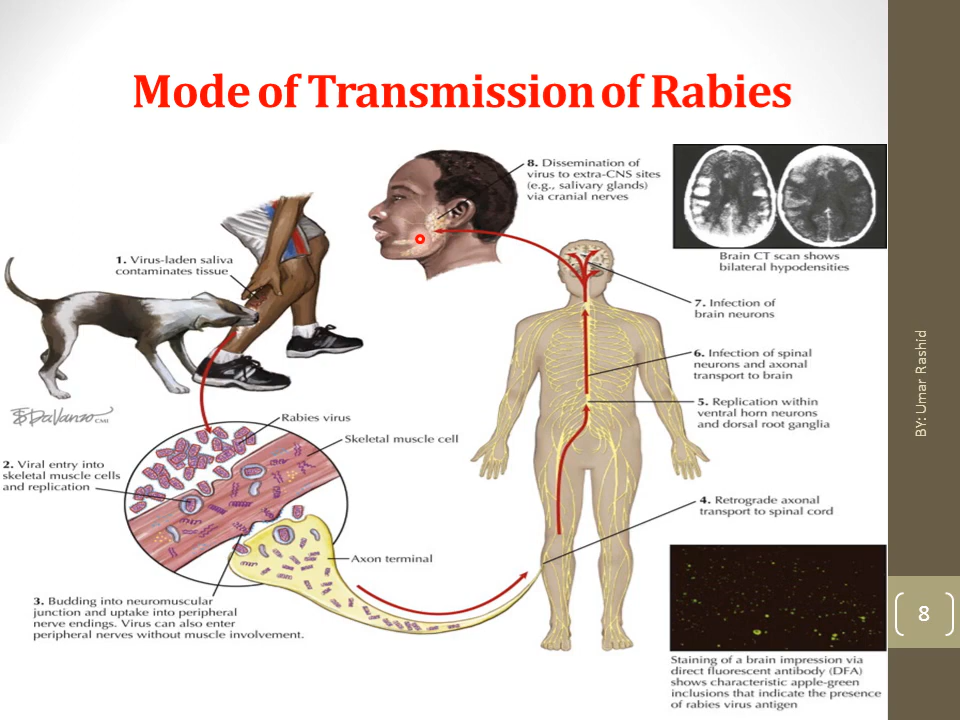 Mode of Transmission of Rabies
8. Dissemination of
virus to extra-CNS sites
(e.g., salivary glands)
via cranial nerves
1. Virus-laden saliva
contaminates tissue
Brain CT scan shows
bilateral hypodensities
7. Infection of
brain neurons
6. Infection of spinal
neurons and axonal
transport to brain
5. Replication within
ventral horn neurons
and dorsal root ganglia
DaVanzo
CMI
Rabies virus
Skeletal muscle cell
2. Viral entry into
skeletal muscle cells
and replication
4. Retrograde axonal
transport to spinal cord
Axon terminal
3. Budding into neuromuscular
junction and uptake into peripheral
nerve endings. Virus can also enter
peripheral nerves without muscle involvement.
Staining of a brain impression via
direct fluorescent antibody (DFA)
shows characteristic apple-green
inclusions that indicate the presence
of rabies virus antigen
BY: Umar Rashid
8